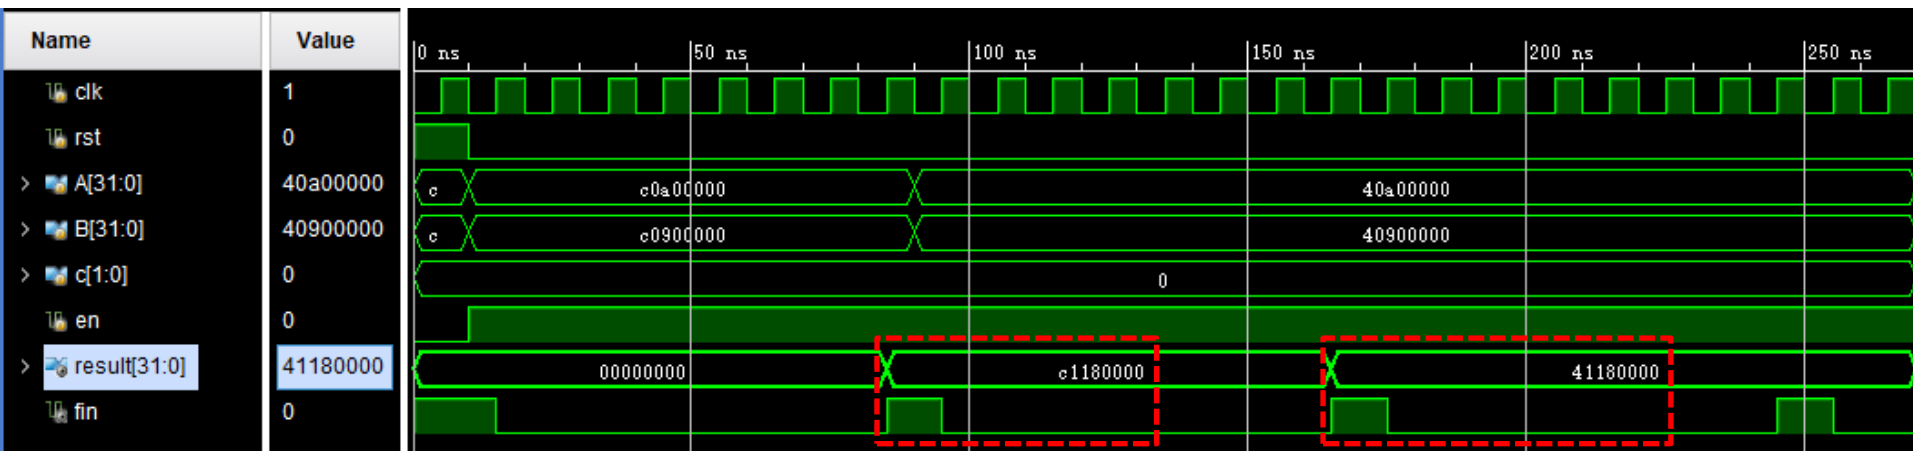 Name Value
0 ns 50 ns 100 ns 150 ns 200 ns 250 ns
clk 1
rst 0
A[31:0] 40a00000 c c0a00000 40a00000
B[31:0] 40900000 c c0900000 40900000
c[1:0] 0 0
en 0
result[31:0] 41180000 00000000 c1180000 41180000
fin 0